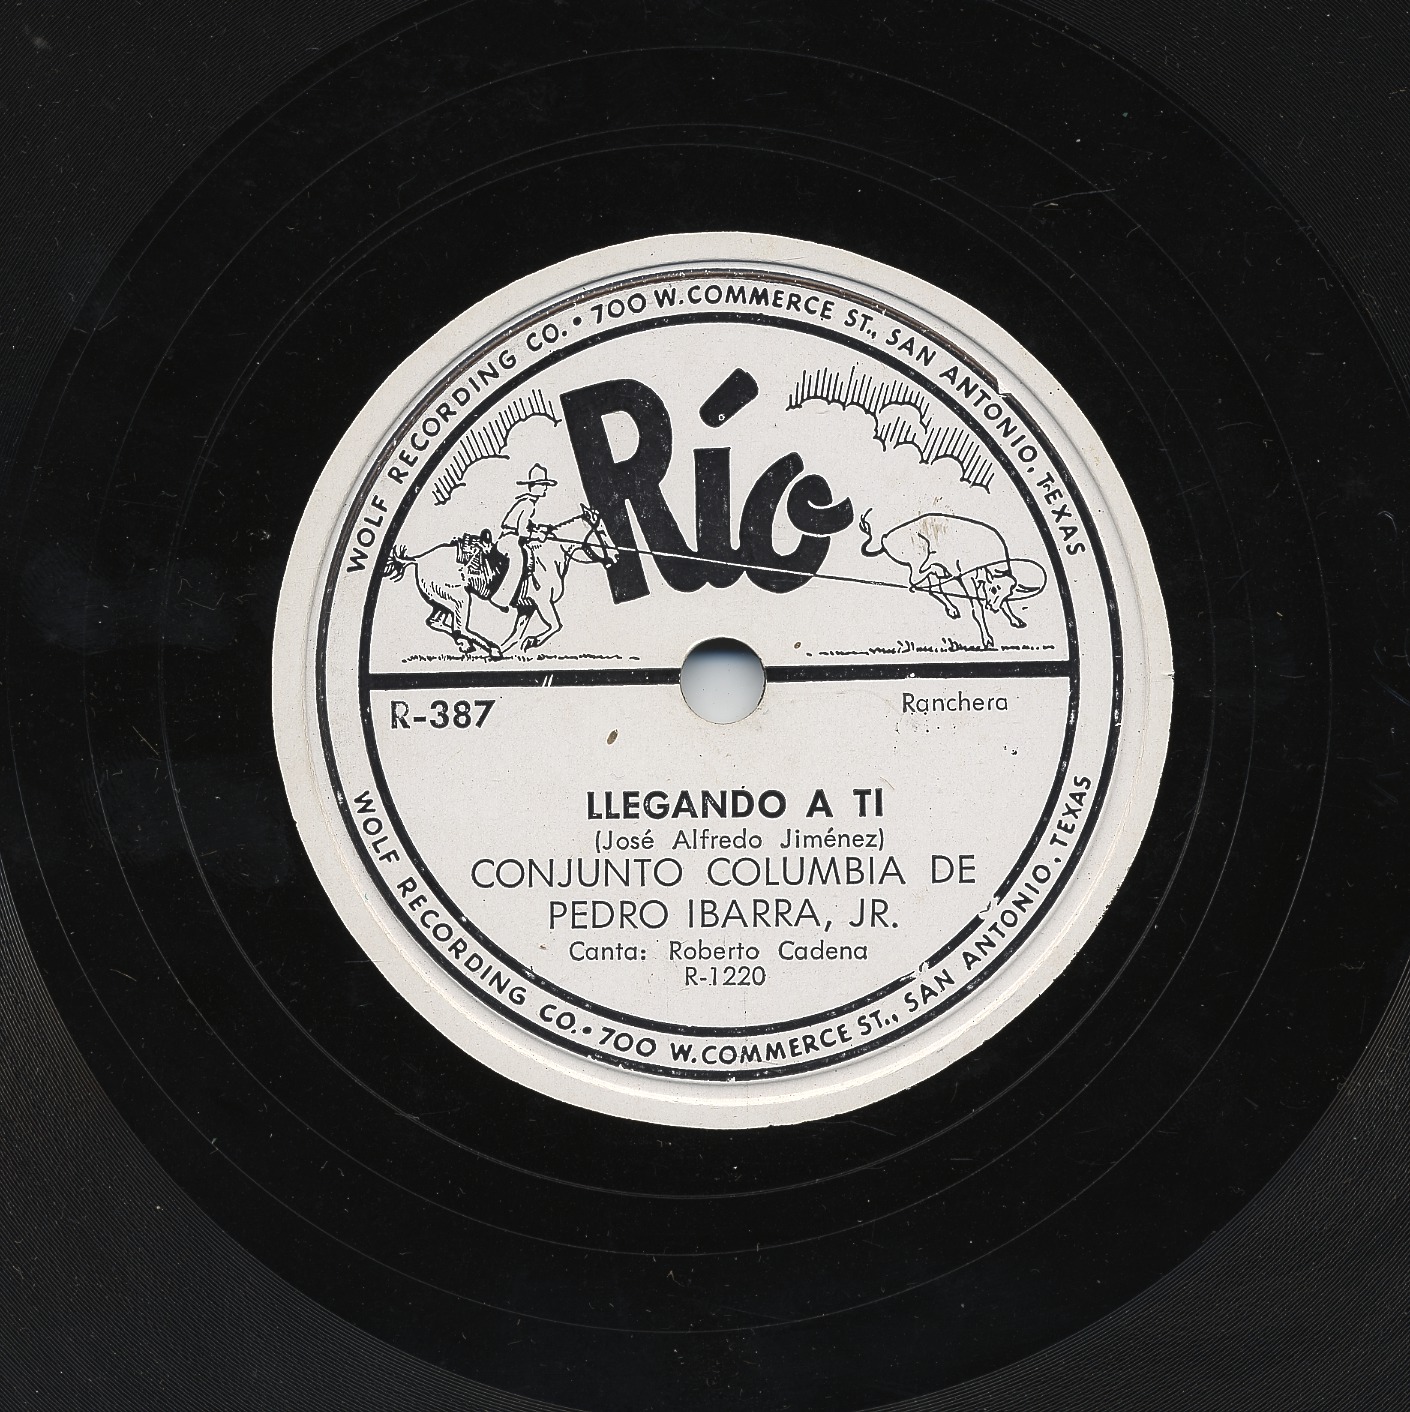 WOLF RECORDING CO. • 700 W. COMMERCE ST., SAN ANTONIO, TEXAS
Río
R-387
Ranchera
LLEGANDO A TI
(José Alfredo Jiménez)
CONJUNTO COLUMBIA DE
PEDRO IBARRA, JR.
Canta: Roberto Cadena
R-1220
WOLF RECORDING CO. • 700 W. COMMERCE ST., SAN ANTONIO, TEXAS